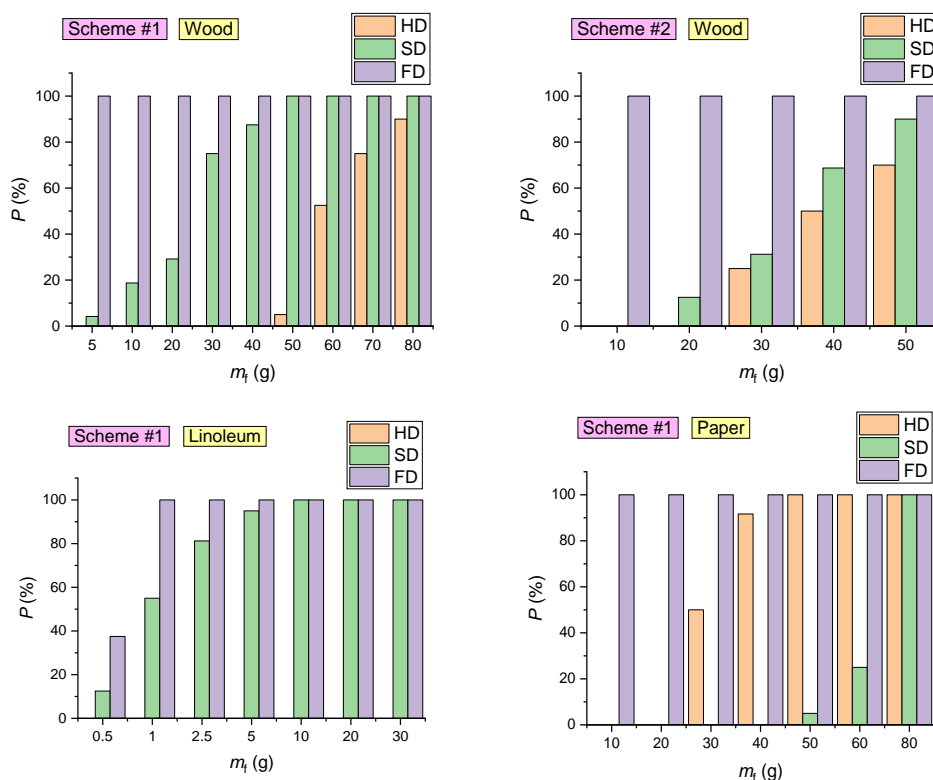 Scheme #1 Wood
HD
SD
FD
100
80
60
40
20
0
P (%)
5 10 20 30 40 50 60 70 80
m_f (g)
Scheme #2 Wood
HD
SD
FD
100
80
60
40
20
0
P (%)
10 20 30 40 50
m_f (g)
Scheme #1 Linoleum
HD
SD
FD
100
80
60
40
20
0
P (%)
0.5 1 2.5 5 10 20 30
m_f (g)
Scheme #1 Paper
HD
SD
FD
100
80
60
40
20
0
P (%)
10 20 30 40 50 60 80
m_f (g)